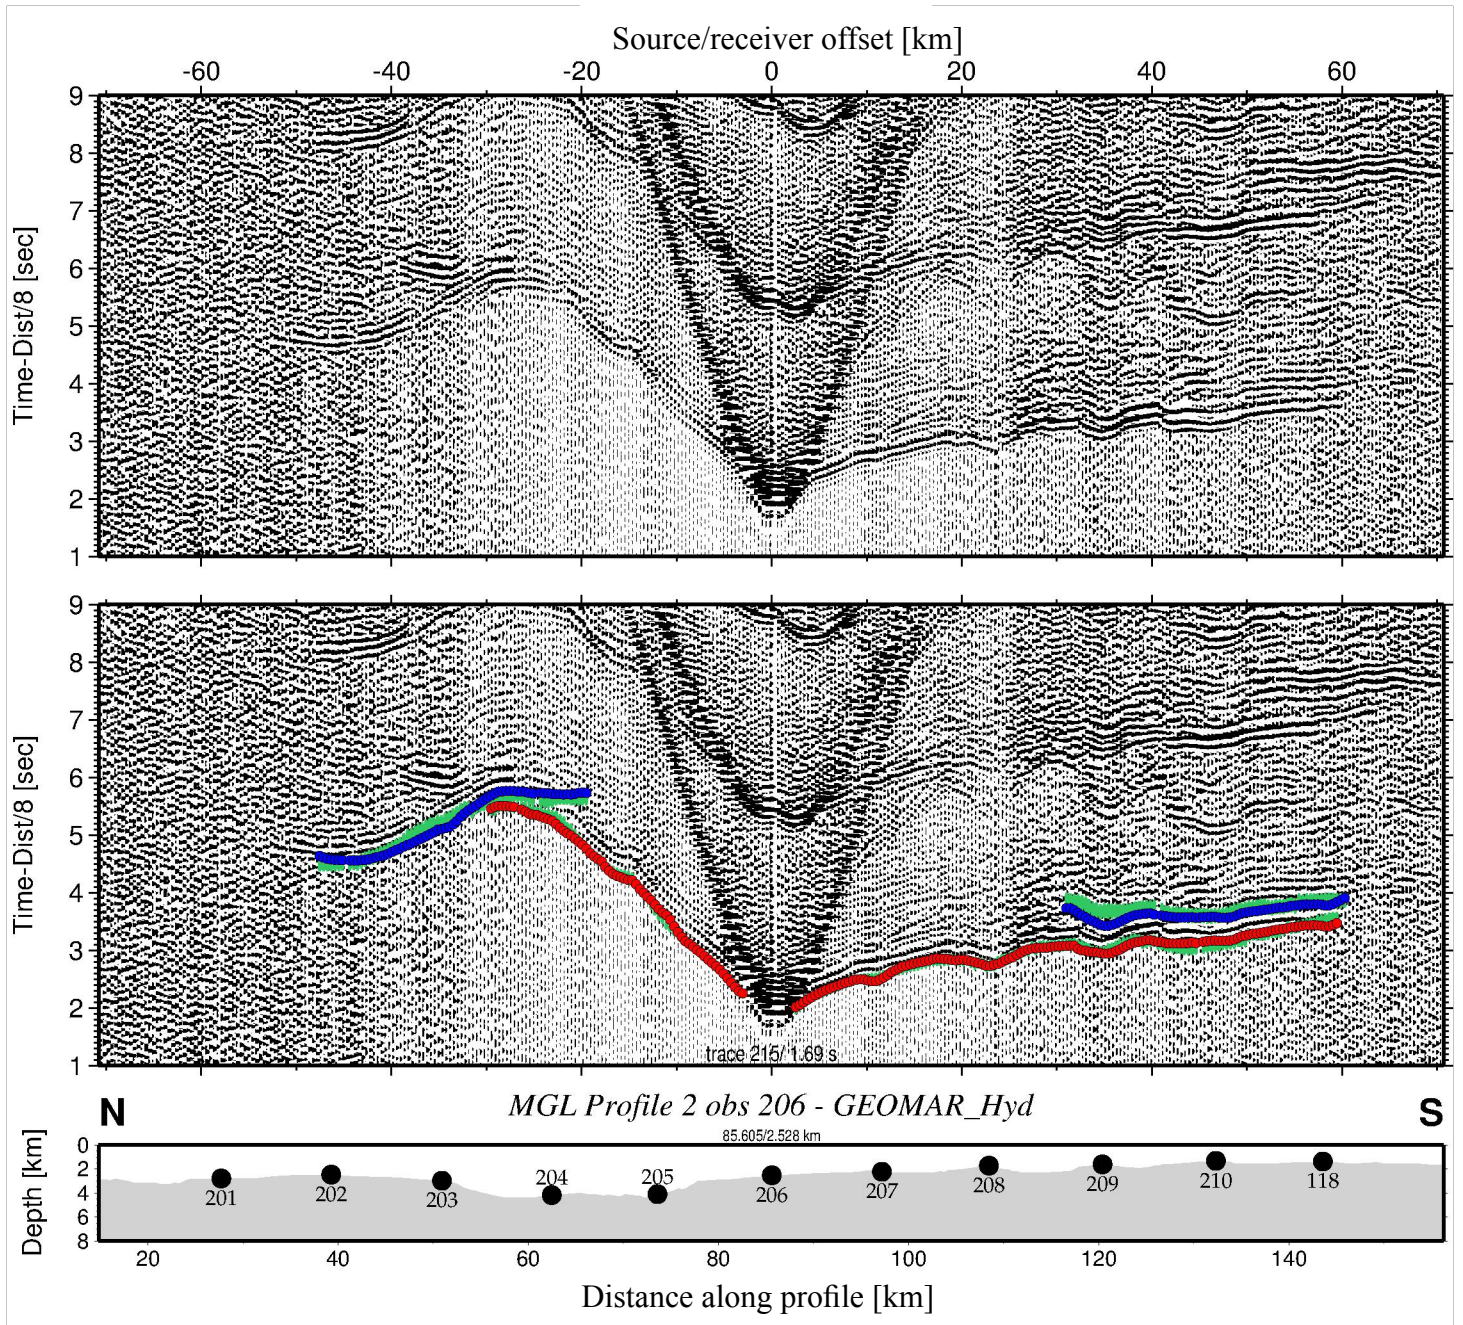 Source/receiver offset [km]
-60 -40 -20 0 20 40 60
9
8
7
6
5
4
3
2
1
Time-Dist/8 [sec]
9
8
7
6
5
4
3
2
1
Time-Dist/8 [sec]
trace 215/ 1.69 s
N MGL Profile 2 obs 206 - GEOMAR_Hyd S
85.605/2.528 km
0
2
4
6
8
Depth [km]
201 202 203 204 205 206 207 208 209 210 118
20 40 60 80 100 120 140
Distance along profile [km]